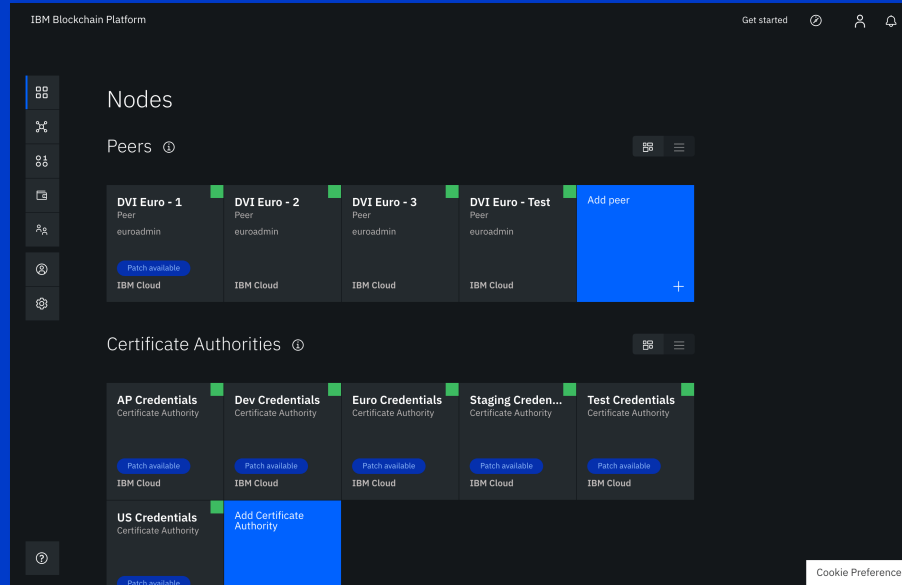 IBM Blockchain Platform
Get started
Nodes
Peers
DVI Euro - 1
Peer
euroadmin
Patch available
IBM Cloud
DVI Euro - 2
Peer
euroadmin
IBM Cloud
DVI Euro - 3
Peer
euroadmin
IBM Cloud
DVI Euro - Test
Peer
euroadmin
IBM Cloud
Add peer
Certificate Authorities
AP Credentials
Certificate Authority
Patch available
IBM Cloud
Dev Credentials
Certificate Authority
Patch available
IBM Cloud
Euro Credentials
Certificate Authority
Patch available
IBM Cloud
Staging Creden...
Certificate Authority
Patch available
IBM Cloud
Test Credentials
Certificate Authority
Patch available
IBM Cloud
US Credentials
Certificate Authority
Patch available
Add Certificate
Authority
Cookie Preference